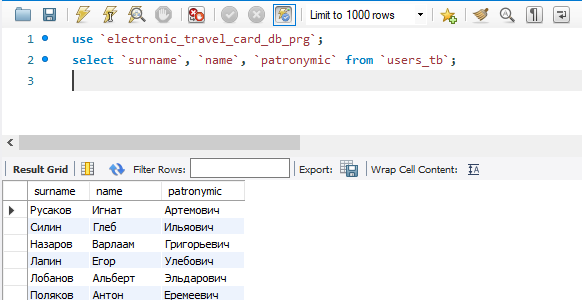 Limit to 1000 rows
1 use `electronic_travel_card_db_prg`;
2 select `surname`, `name`, `patronymic` from `users_tb`;
3
Result Grid Filter Rows: Export: Wrap Cell Content:
surname name patronymic
Русаков Игнат Артемович
Силин Глеб Ильяович
Назаров Варлаам Григорьевич
Лапин Егор Улебович
Лобанов Альберт Эльдарович
Поляков Антон Еремеевич